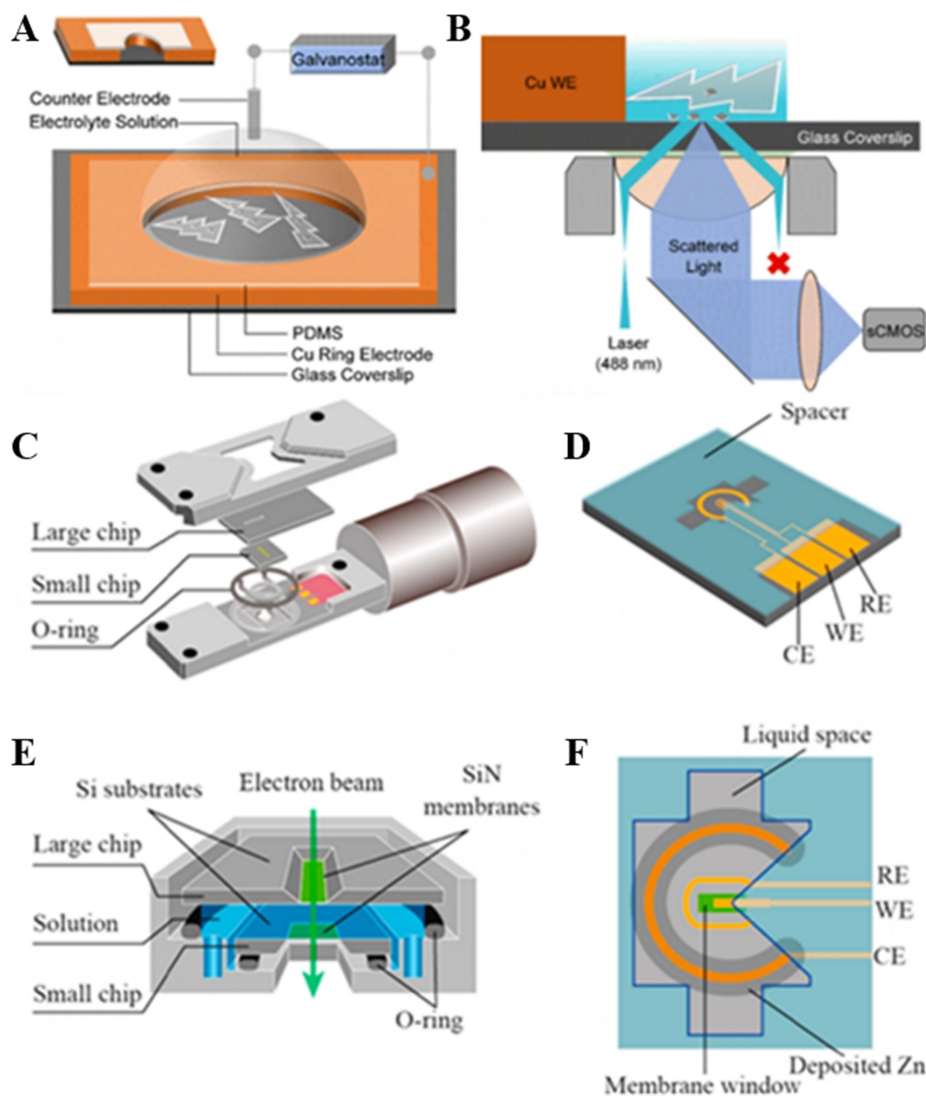 A
Galvanostat
Counter Electrode
Electrolyte Solution
PDMS
Cu Ring Electrode
Glass Coverslip
B
Cu WE
Glass Coverslip
Scattered
Light
Laser
(488 nm)
sCMOS
C
Large chip
Small chip
O-ring
D
Spacer
RE
WE
CE
E
Si substrates
Electron beam
SiN
membranes
Large chip
Solution
Small chip
O-ring
F
Liquid space
RE
WE
CE
Deposited Zn
Membrane window